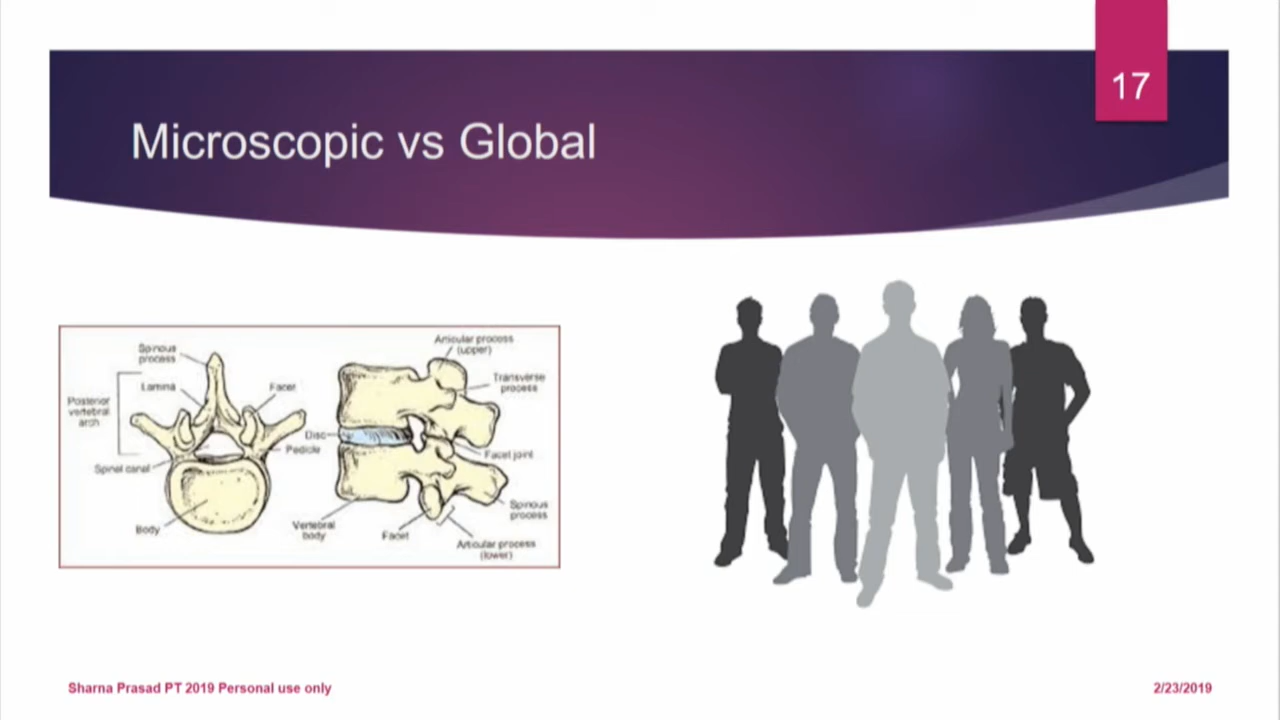 17
Microscopic vs Global
Spinous
process
Lamina
Facet
Posterior
vertebral
arch
Pedicle
Spinal canal
Body
Articular process
(upper)
Transverse
process
Disc
Facet joint
Spinous
process
Vertebral
body
Facet
Articular process
(lower)
Sharna Prasad PT 2019 Personal use only
2/23/2019